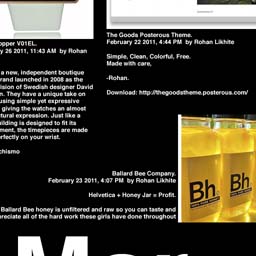 opper V01EL.
y 26 2011, 11:43 AM by Rohan
a new, independent boutique
rand launched in 2008 as the
ision of Swedish designer David
n. They have a unique take on
using simple yet expressive
giving the watches an almost
tural expression. Just like a
ilding is designed to fit its
ment, the timepieces are made
erfectly on your wrist.
chismo
The Goods Posterous Theme.
February 22 2011, 4:44 PM by Rohan Likhite
Simple, Clean, Colorful, Free.
Made with care,
-Rohan.
Download: http://thegoodstheme.posterous.com/
Ballard Bee Company.
February 23 2011, 4:07 PM by Rohan Likhite
Helvetica + Honey Jar = Profit.
Ballard Bee honey is unfiltered and raw so you can taste and
preciate all of the hard work these girls have done throughout
Bh
Bh
Mor